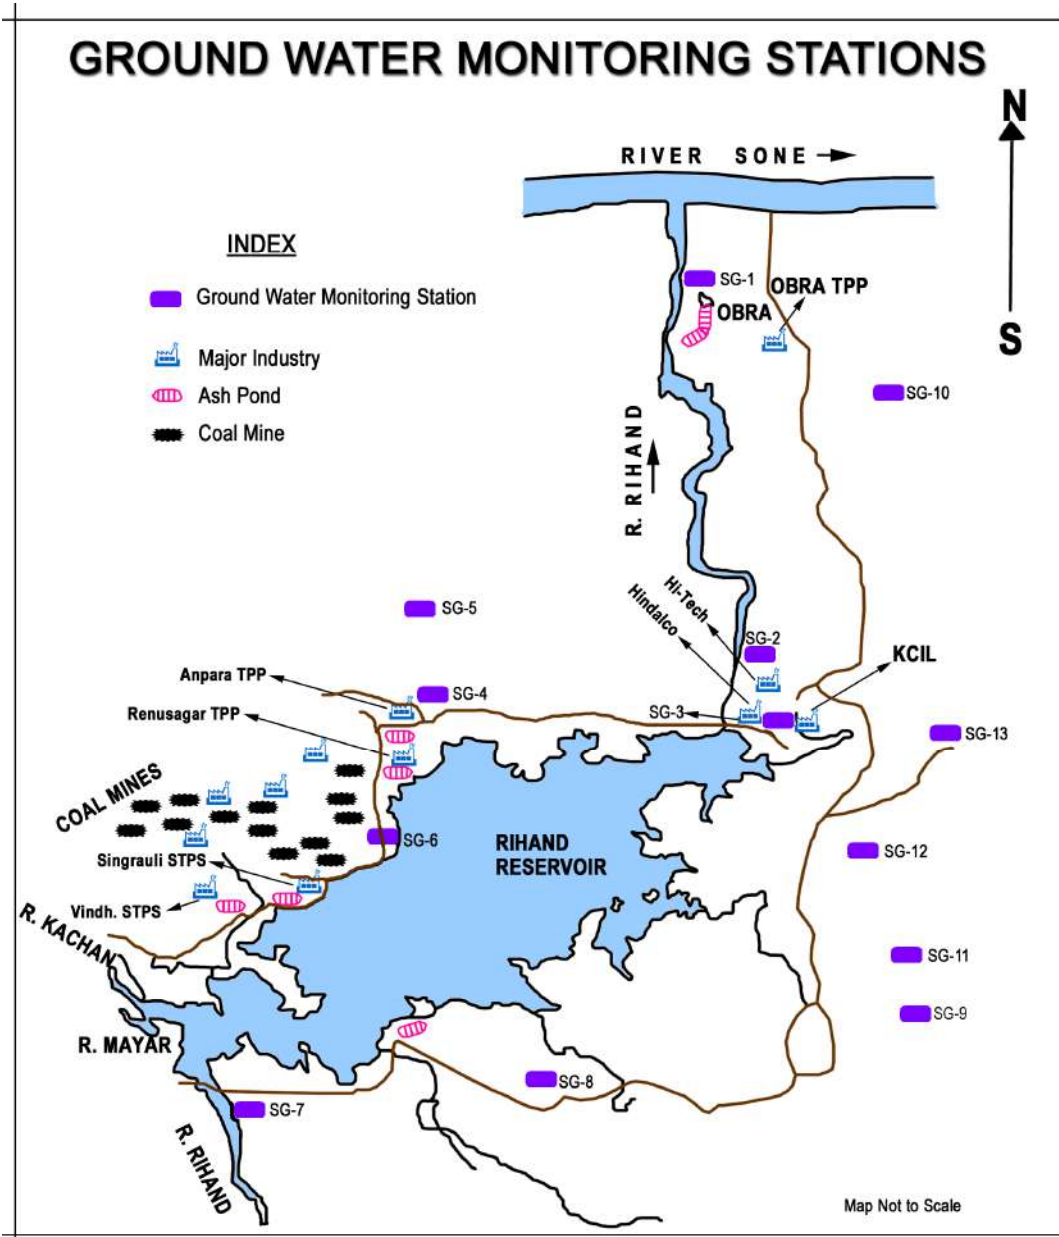 GROUND WATER MONITORING STATIONS
N
RIVER SONE
INDEX
Ground Water Monitoring Station
SG-1
OBRA TPP
OBRA
S
Major Industry
Ash Pond
SG-10
Coal Mine
R. RIHAND
SG-5
Hi-Tech
Hindalco
SG-2
KCIL
Anpara TPP
SG-4
Renusagar TPP
SG-3
SG-13
COAL MINES
SG-6
RIHAND
RESERVOIR
SG-12
Singrauli STPS
Vindh. STPS
R. KACHAN
SG-11
SG-9
R. MAYAR
SG-8
SG-7
R. RIHAND
Map Not to Scale